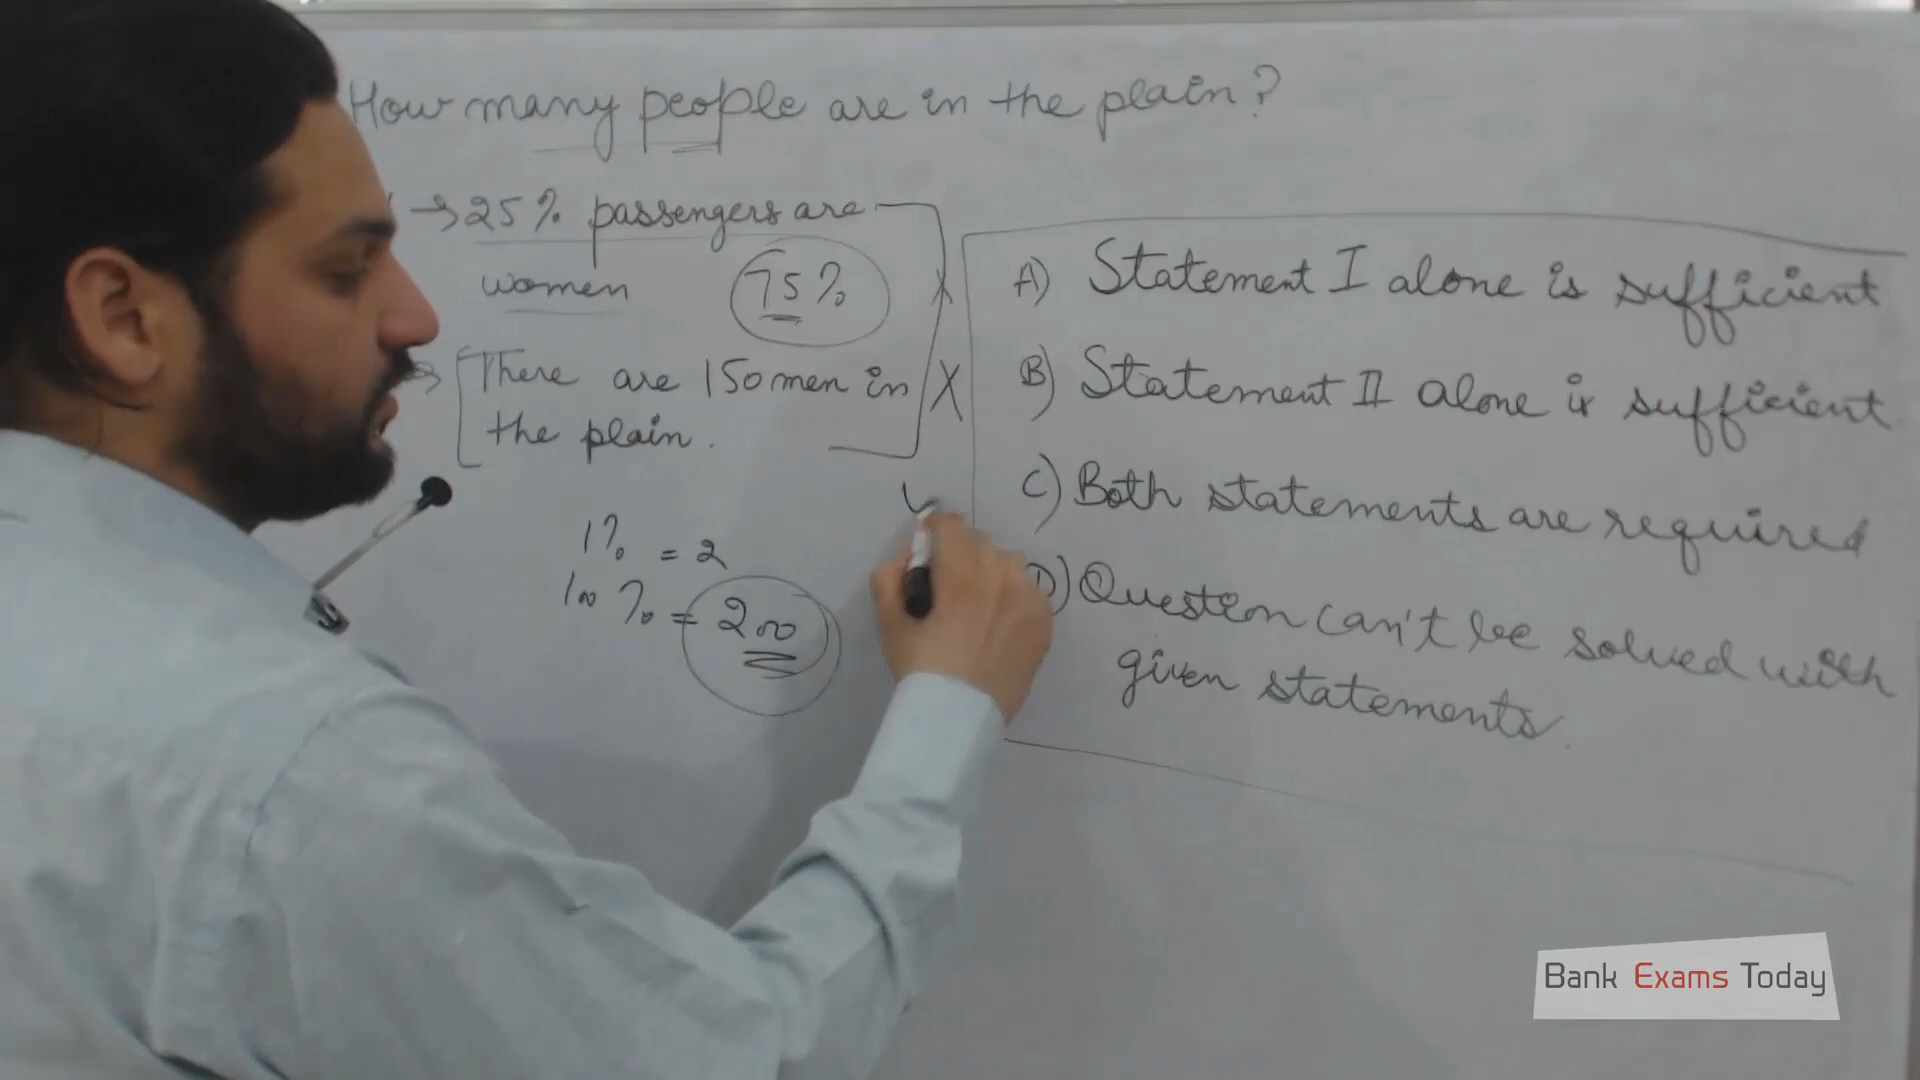 How many people are in the plain?
→ 25% passengers are
women 75%
→ There are 150 men in
the plain.
1% = 2
100% = 200
A) Statement I alone is sufficient
B) Statement II alone is sufficient
C) Both statements are required
D) Question can't be solved with
given statements.
Bank Exams Today